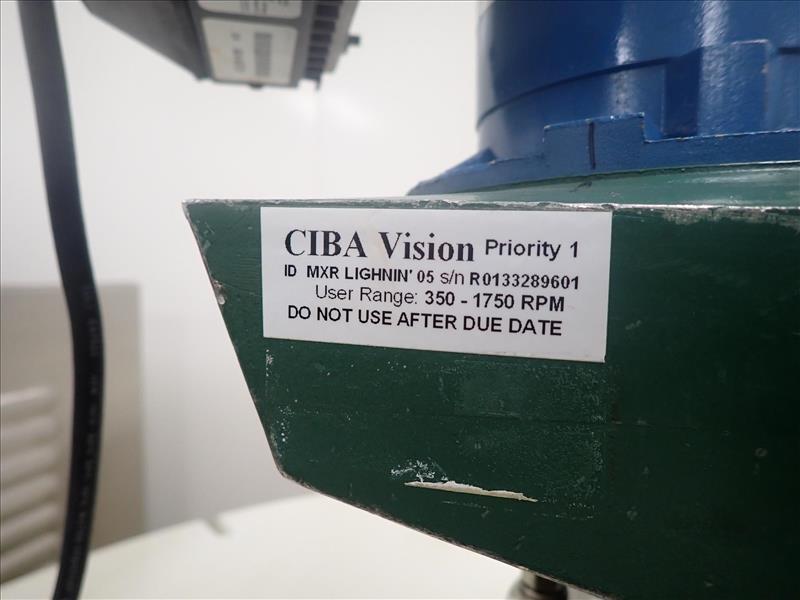 CIBA Vision Priority 1
ID MXR LIGHNIN' 05 s/n R0133289601
User Range: 350 - 1750 RPM
DO NOT USE AFTER DUE DATE